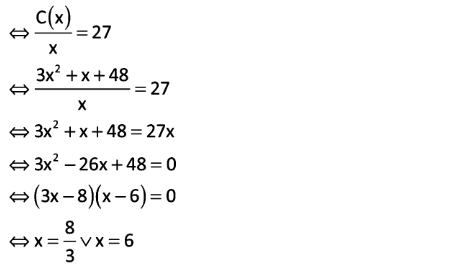 ⇔ C(x)/x = 27
⇔ (3x² + x + 48)/x = 27
⇔ 3x² + x + 48 = 27x
⇔ 3x² − 26x + 48 = 0
⇔ (3x − 8)(x − 6) = 0
⇔ x = 8/3 ∨ x = 6